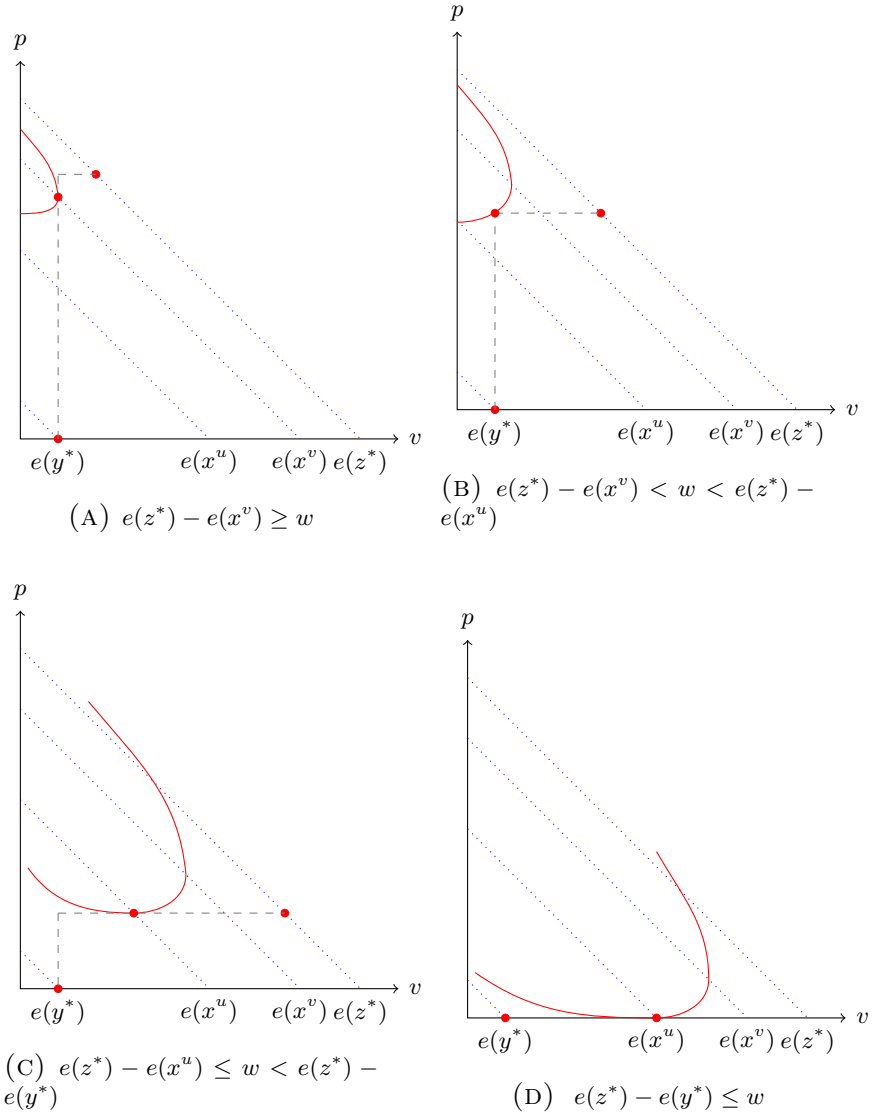 p
v
e(y*)
e(x^u)
e(x^v) e(z*)
(A) e(z*) − e(x^v) ≥ w
p
v
e(y*)
e(x^u)
e(x^v) e(z*)
(B) e(z*) − e(x^v) < w < e(z*) −
e(x^u)
p
v
e(y*)
e(x^u)
e(x^v) e(z*)
(C) e(z*) − e(x^u) ≤ w < e(z*) −
e(y*)
p
v
e(y*)
e(x^u)
e(x^v) e(z*)
(D) e(z*) − e(y*) ≤ w